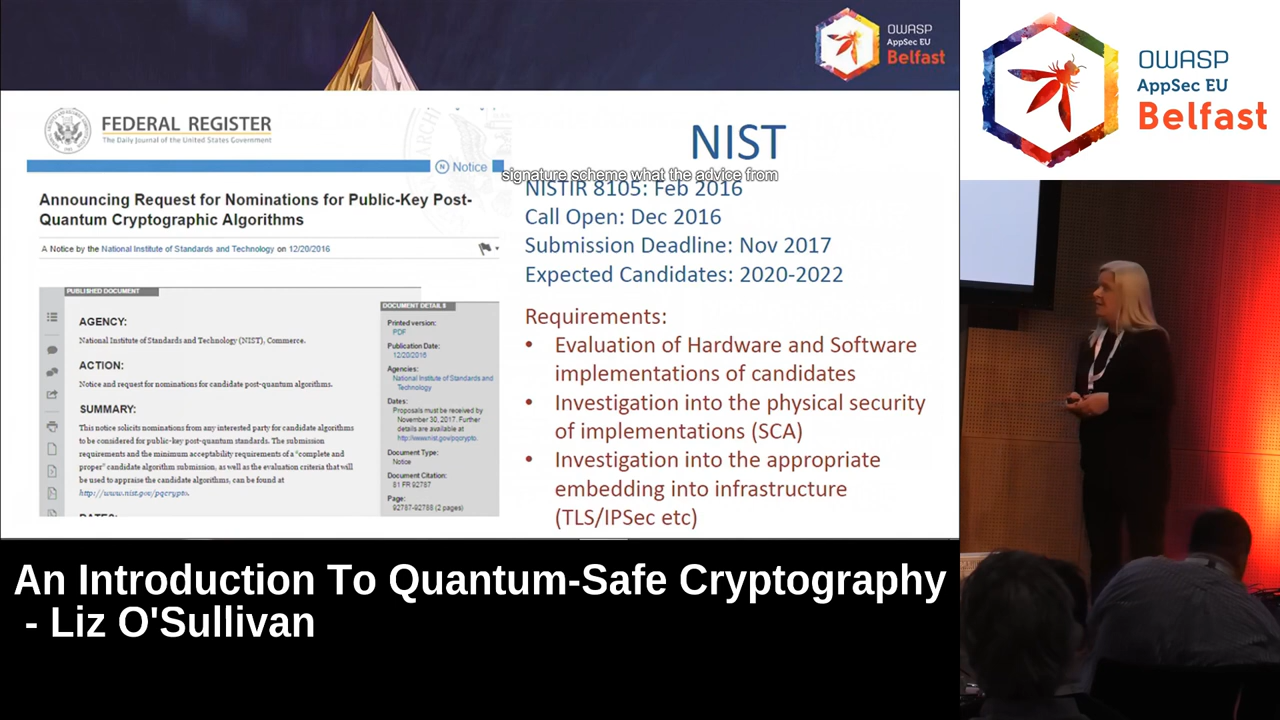 OWASP
AppSec EU
Belfast
OWASP
AppSec EU
Belfast
FEDERAL REGISTER
The Daily Journal of the United States Government
Notice
Announcing Request for Nominations for Public-Key Post-
Quantum Cryptographic Algorithms
A Notice by the National Institute of Standards and Technology on 12/20/2016
PUBLISHED DOCUMENT
AGENCY:
National Institute of Standards and Technology (NIST), Commerce.
ACTION:
Notice and request for nominations for candidate post-quantum algorithms.
SUMMARY:
This notice solicits nominations from any interested party for candidate algorithms
to be considered for public-key post-quantum standards. The submission
requirements and the minimum acceptability requirements of a "complete and
proper" candidate algorithm submission, as well as the evaluation criteria that will
be used to appraise the candidate algorithms, can be found at
http://www.nist.gov/pqcrypto.
DATES:
DOCUMENT DETAILS
Printed version:
PDF
Publication Date:
12/20/2016
Agencies:
National Institute of Standards and
Technology
Dates:
Proposals must be received by
November 30, 2017. Further
details are available at
http://www.nist.gov/pqcrypto.
Document Type:
Notice
Document Citation:
81 FR 92787
Page:
92787-92788 (2 pages)
NIST
signature scheme what the advice from
NISTIR 8105: Feb 2016
Call Open: Dec 2016
Submission Deadline: Nov 2017
Expected Candidates: 2020-2022
Requirements:
• Evaluation of Hardware and Software
implementations of candidates
• Investigation into the physical security
of implementations (SCA)
• Investigation into the appropriate
embedding into infrastructure
(TLS/IPSec etc)
An Introduction To Quantum-Safe Cryptography
- Liz O'Sullivan